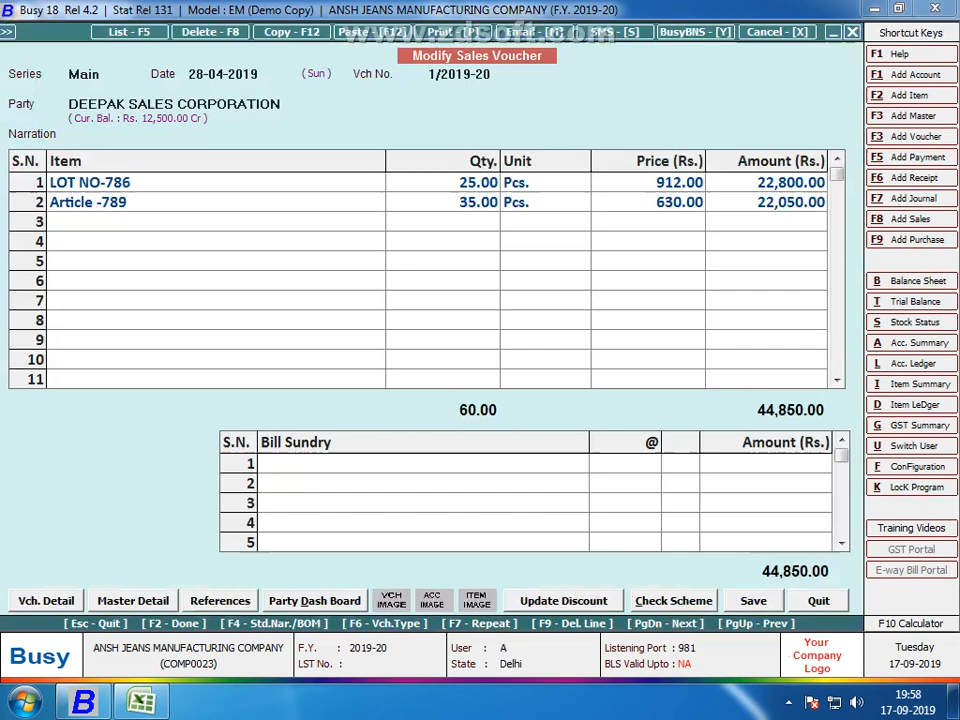 Busy 18 Rel 4.2 | Stat Rel 131 | Model : EM (Demo Copy) | ANSH JEANS MANUFACTURING COMPANY (F.Y. 2019-20)
>> List - F5 Delete - F8 Copy - F12 Paste - [F12] Print - [P] Email - [M] SMS - [S] BusyBNS - [Y] Cancel - [X]
www.zdsoft.com
Shortcut Keys
Modify Sales Voucher
Series Main Date 28-04-2019 (Sun) Vch No. 1/2019-20
Party DEEPAK SALES CORPORATION
( Cur. Bal. : Rs. 12,500.00 Cr )
Narration
S.N. Item Qty. Unit Price (Rs.) Amount (Rs.)
1 LOT NO-786 25.00 Pcs. 912.00 22,800.00
2 Article -789 35.00 Pcs. 630.00 22,050.00
3
4
5
6
7
8
9
10
11
60.00 44,850.00
S.N. Bill Sundry @ Amount (Rs.)
1
2
3
4
5
44,850.00
Vch. Detail Master Detail References Party Dash Board VCH IMAGE ACC IMAGE ITEM IMAGE Update Discount Check Scheme Save Quit
[ Esc - Quit ] [ F2 - Done ] [ F4 - Std.Nar./BOM ] [ F6 - Vch.Type ] [ F7 - Repeat ] [ F9 - Del. Line ] [ PgDn - Next ] [ PgUp - Prev ]
F1 Help
F1 Add Account
F2 Add Item
F3 Add Master
F3 Add Voucher
F5 Add Payment
F6 Add Receipt
F7 Add Journal
F8 Add Sales
F9 Add Purchase
B Balance Sheet
T Trial Balance
S Stock Status
A Acc. Summary
L Acc. Ledger
I Item Summary
D Item LeDger
G GST Summary
U Switch User
F ConFiguration
K LocK Program
Training Videos
GST Portal
E-way Bill Portal
F10 Calculator
Busy
ANSH JEANS MANUFACTURING COMPANY
(COMP0023)
F.Y. : 2019-20
LST No. :
User : A
State : Delhi
Listening Port : 981
BLS Valid Upto : NA
Your
Company
Logo
Tuesday
17-09-2019
B
19:58
17-09-2019